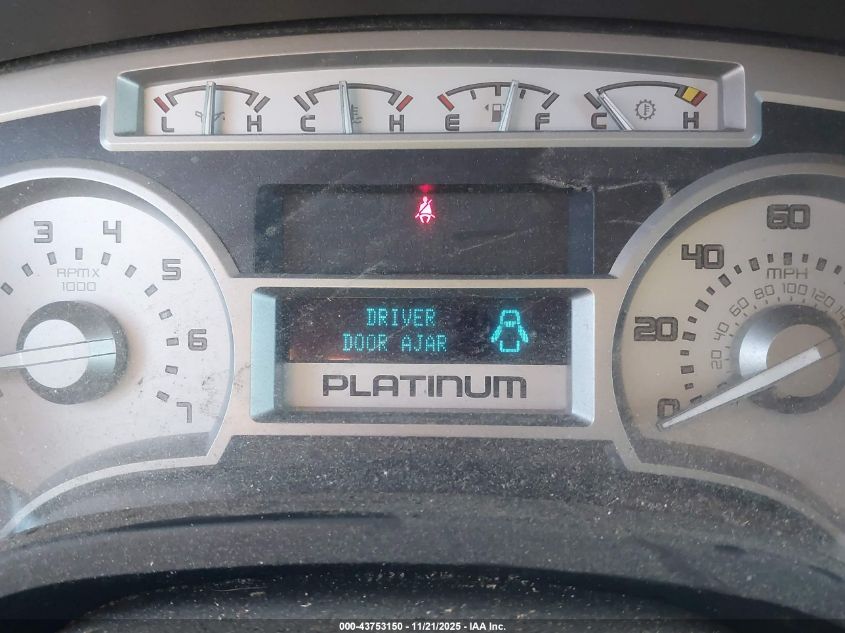 L H C H E F C H
3 4 5 6 7
RPM X
1000
DRIVER
DOOR AJAR
PLATINUM
0 20 40 60
MPH
20 40 60 80 100 120
000-43753150 - 11/21/2025 - IAA Inc.